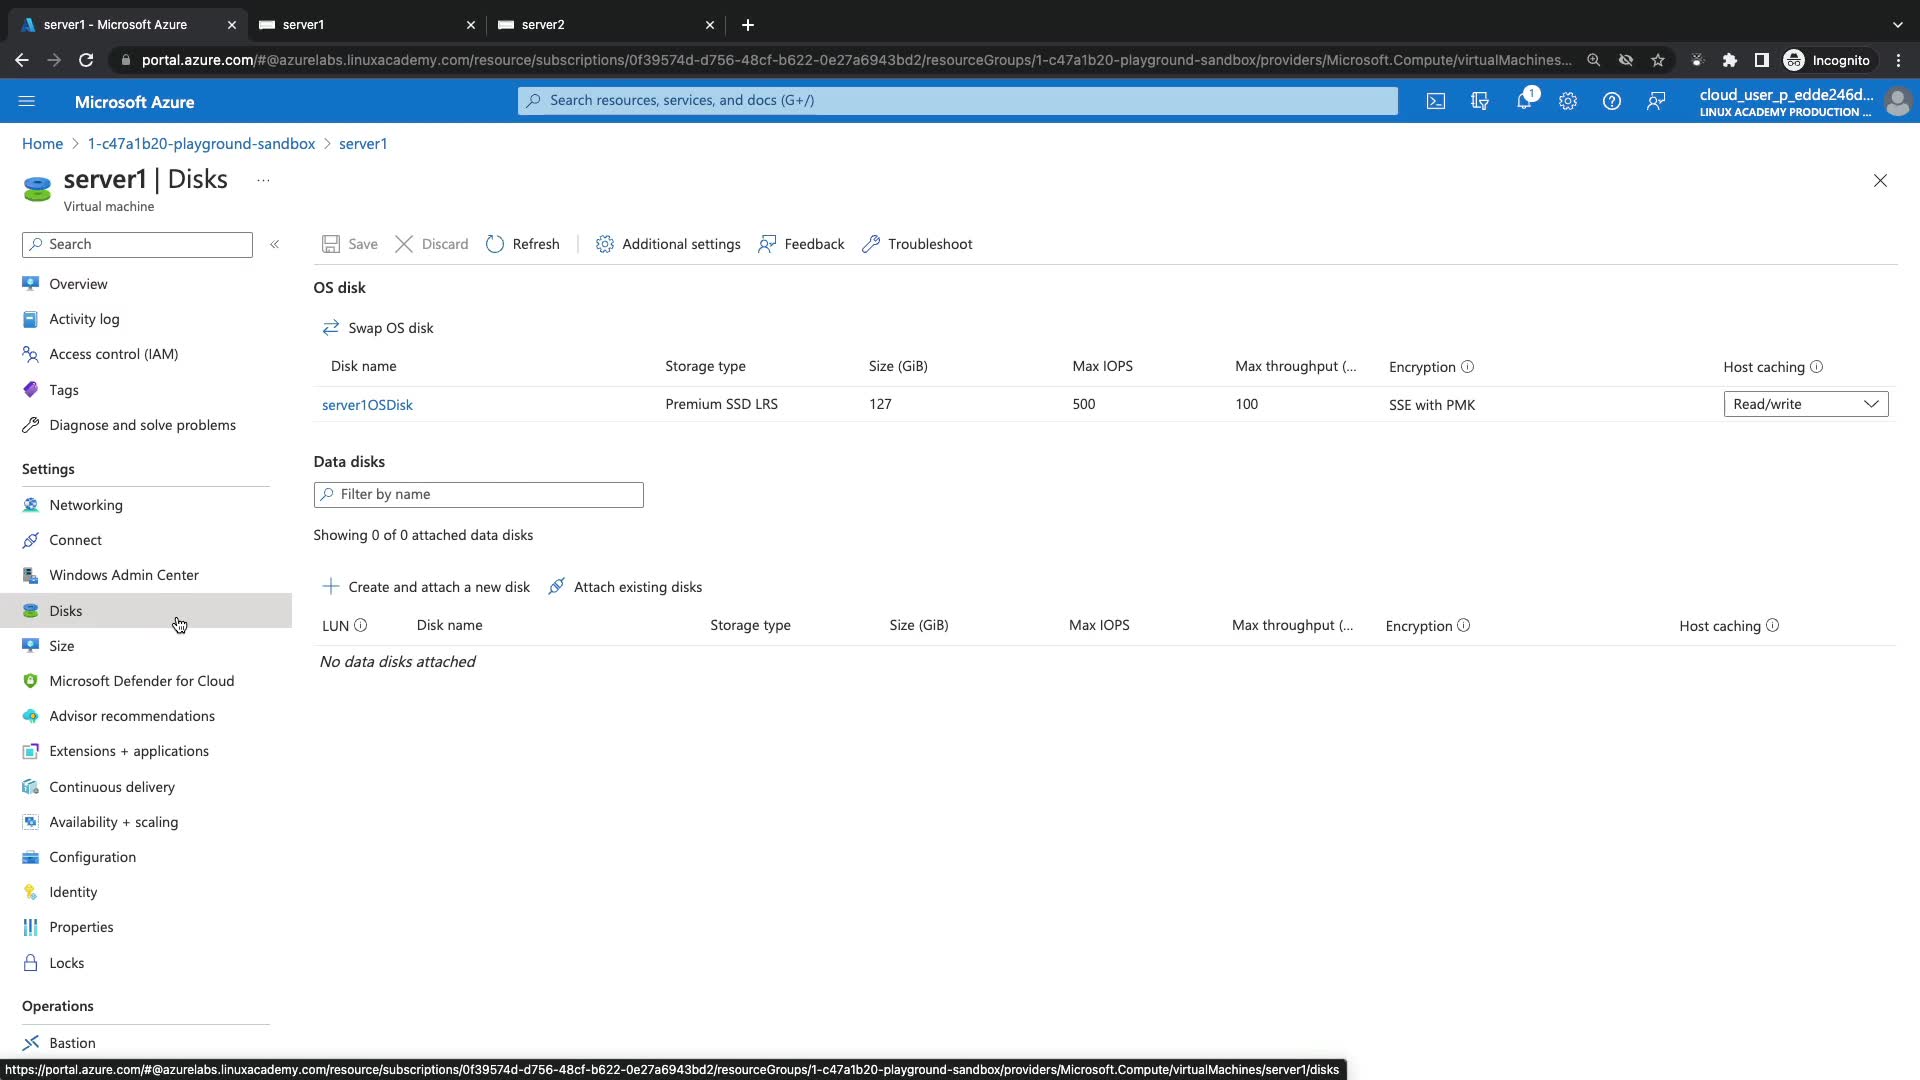 server1 - Microsoft Azure
server1
server2
portal.azure.com/#@azurelabs.linuxacademy.com/resource/subscriptions/0f39574d-d756-48cf-b622-0e27a6943bd2/resourceGroups/1-c47a1b20-playground-sandbox/providers/Microsoft.Compute/virtualMachines...
Incognito
Microsoft Azure
Search resources, services, and docs (G+/)
1
cloud_user_p_edde246d...
LINUX ACADEMY PRODUCTION ...
Home > 1-c47a1b20-playground-sandbox > server1
server1 | Disks ...
Virtual machine
Search
«
Save
Discard
Refresh
Additional settings
Feedback
Troubleshoot
Overview
Activity log
Access control (IAM)
Tags
Diagnose and solve problems
Settings
Networking
Connect
Windows Admin Center
Disks
Size
Microsoft Defender for Cloud
Advisor recommendations
Extensions + applications
Continuous delivery
Availability + scaling
Configuration
Identity
Properties
Locks
Operations
Bastion
OS disk
Swap OS disk
Disk name Storage type Size (GiB) Max IOPS Max throughput (... Encryption Host caching
server1OSDisk Premium SSD LRS 127 500 100 SSE with PMK Read/write
Data disks
Filter by name
Showing 0 of 0 attached data disks
Create and attach a new disk Attach existing disks
LUN Disk name Storage type Size (GiB) Max IOPS Max throughput (... Encryption Host caching
No data disks attached
https://portal.azure.com/#@azurelabs.linuxacademy.com/resource/subscriptions/0f39574d-d756-48cf-b622-0e27a6943bd2/resourceGroups/1-c47a1b20-playground-sandbox/providers/Microsoft.Compute/virtualMachines/server1/disks